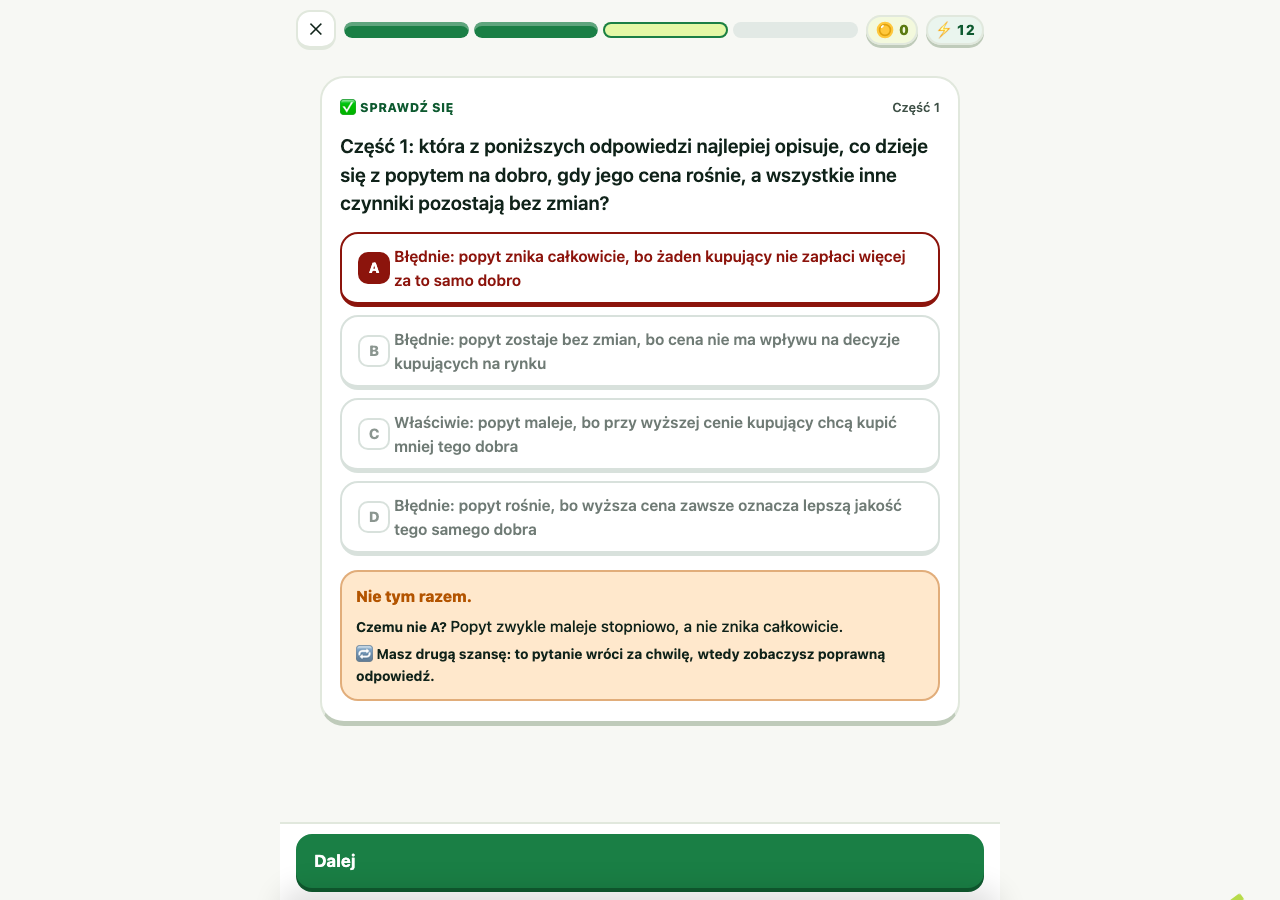 0
12
SPRAWDŹ SIĘ
Część 1
Część 1: która z poniższych odpowiedzi najlepiej opisuje, co dzieje
się z popytem na dobro, gdy jego cena rośnie, a wszystkie inne
czynniki pozostają bez zmian?
A
Błędnie: popyt znika całkowicie, bo żaden kupujący nie zapłaci więcej
za to samo dobro
B
Błędnie: popyt zostaje bez zmian, bo cena nie ma wpływu na decyzje
kupujących na rynku
C
Właściwie: popyt maleje, bo przy wyższej cenie kupujący chcą kupić
mniej tego dobra
D
Błędnie: popyt rośnie, bo wyższa cena zawsze oznacza lepszą jakość
tego samego dobra
Nie tym razem.
Czemu nie A? Popyt zwykle maleje stopniowo, a nie znika całkowicie.
Masz drugą szansę: to pytanie wróci za chwilę, wtedy zobaczysz poprawną
odpowiedź.
Dalej